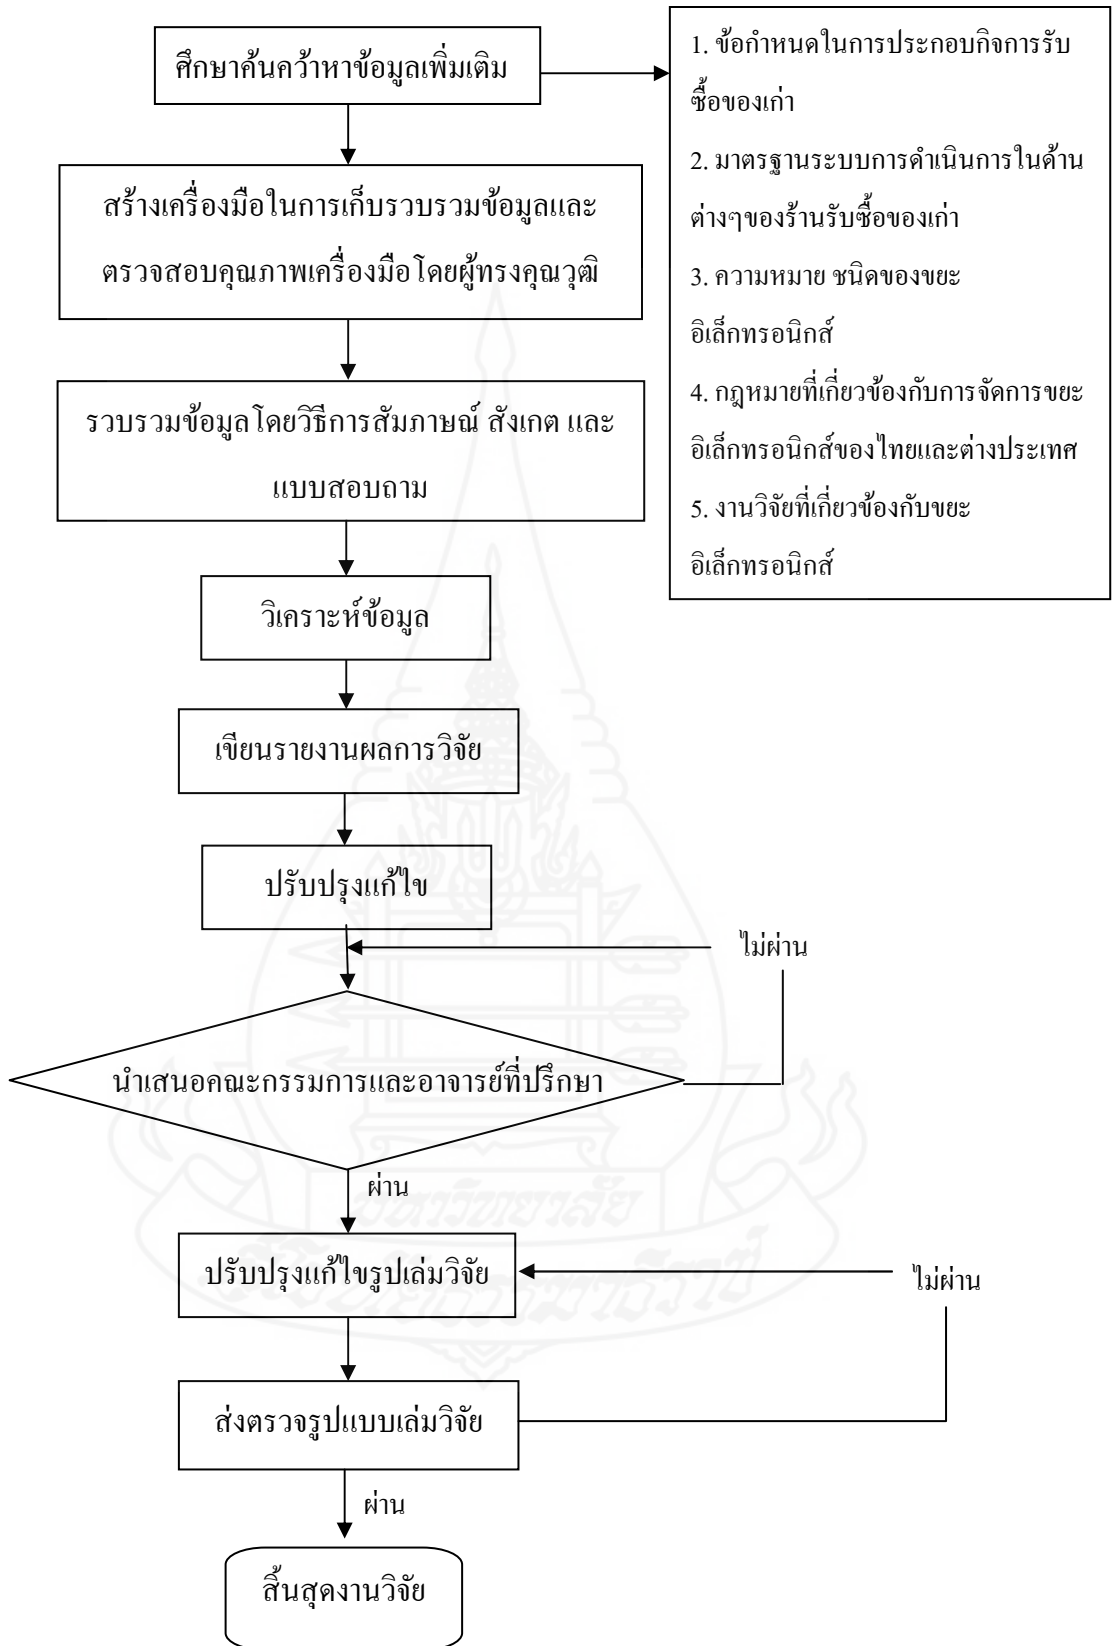 ศึกษาค้นคว้าหาข้อมูลเพิ่มเติม
1. ข้อกำหนดในการประกอบกิจการรับ
ซื้อของเก่า
2. มาตรฐานระบบการดำเนินการในด้าน
ต่างๆของร้านรับซื้อของเก่า
3. ความหมาย ชนิดของขยะ
อิเล็กทรอนิกส์
4. กฎหมายที่เกี่ยวข้องกับการจัดการขยะ
อิเล็กทรอนิกส์ของไทยและต่างประเทศ
5. งานวิจัยที่เกี่ยวข้องกับขยะ
อิเล็กทรอนิกส์
สร้างเครื่องมือในการเก็บรวบรวมข้อมูลและ
ตรวจสอบคุณภาพเครื่องมือโดยผู้ทรงคุณวุฒิ
รวบรวมข้อมูลโดยวิธีการสัมภาษณ์ สังเกต และ
แบบสอบถาม
วิเคราะห์ข้อมูล
เขียนรายงานผลการวิจัย
ปรับปรุงแก้ไข
ไม่ผ่าน
นำเสนอคณะกรรมการและอาจารย์ที่ปรึกษา
ผ่าน
มหาวิทยาลัย
สุโขทัยธรรมาธิราช
ปรับปรุงแก้ไขรูปเล่มวิจัย
ไม่ผ่าน
ส่งตรวจรูปแบบเล่มวิจัย
ผ่าน
สิ้นสุดงานวิจัย